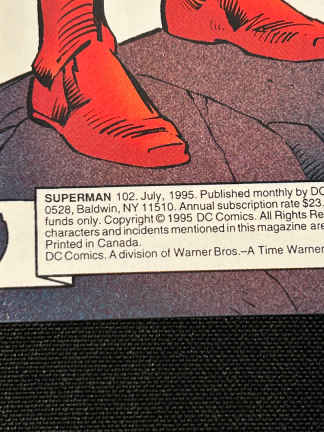 SUPERMAN 102. July, 1995. Published monthly by DC
0528, Baldwin, NY 11510. Annual subscription rate $23.
funds only. Copyright © 1995 DC Comics. All Rights Re
characters and incidents mentioned in this magazine are
Printed in Canada.
DC Comics. A division of Warner Bros.–A Time Warner